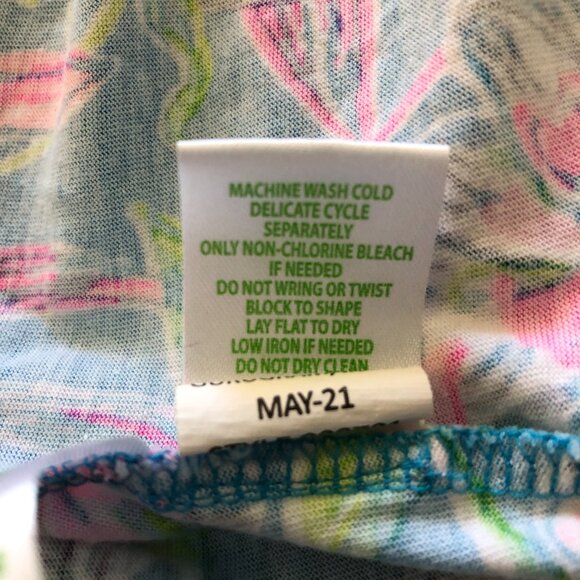 MACHINE WASH COLD
DELICATE CYCLE
SEPARATELY
ONLY NON-CHLORINE BLEACH
IF NEEDED
DO NOT WRING OR TWIST
BLOCK TO SHAPE
LAY FLAT TO DRY
LOW IRON IF NEEDED
DO NOT DRY CLEAN
MAY-21